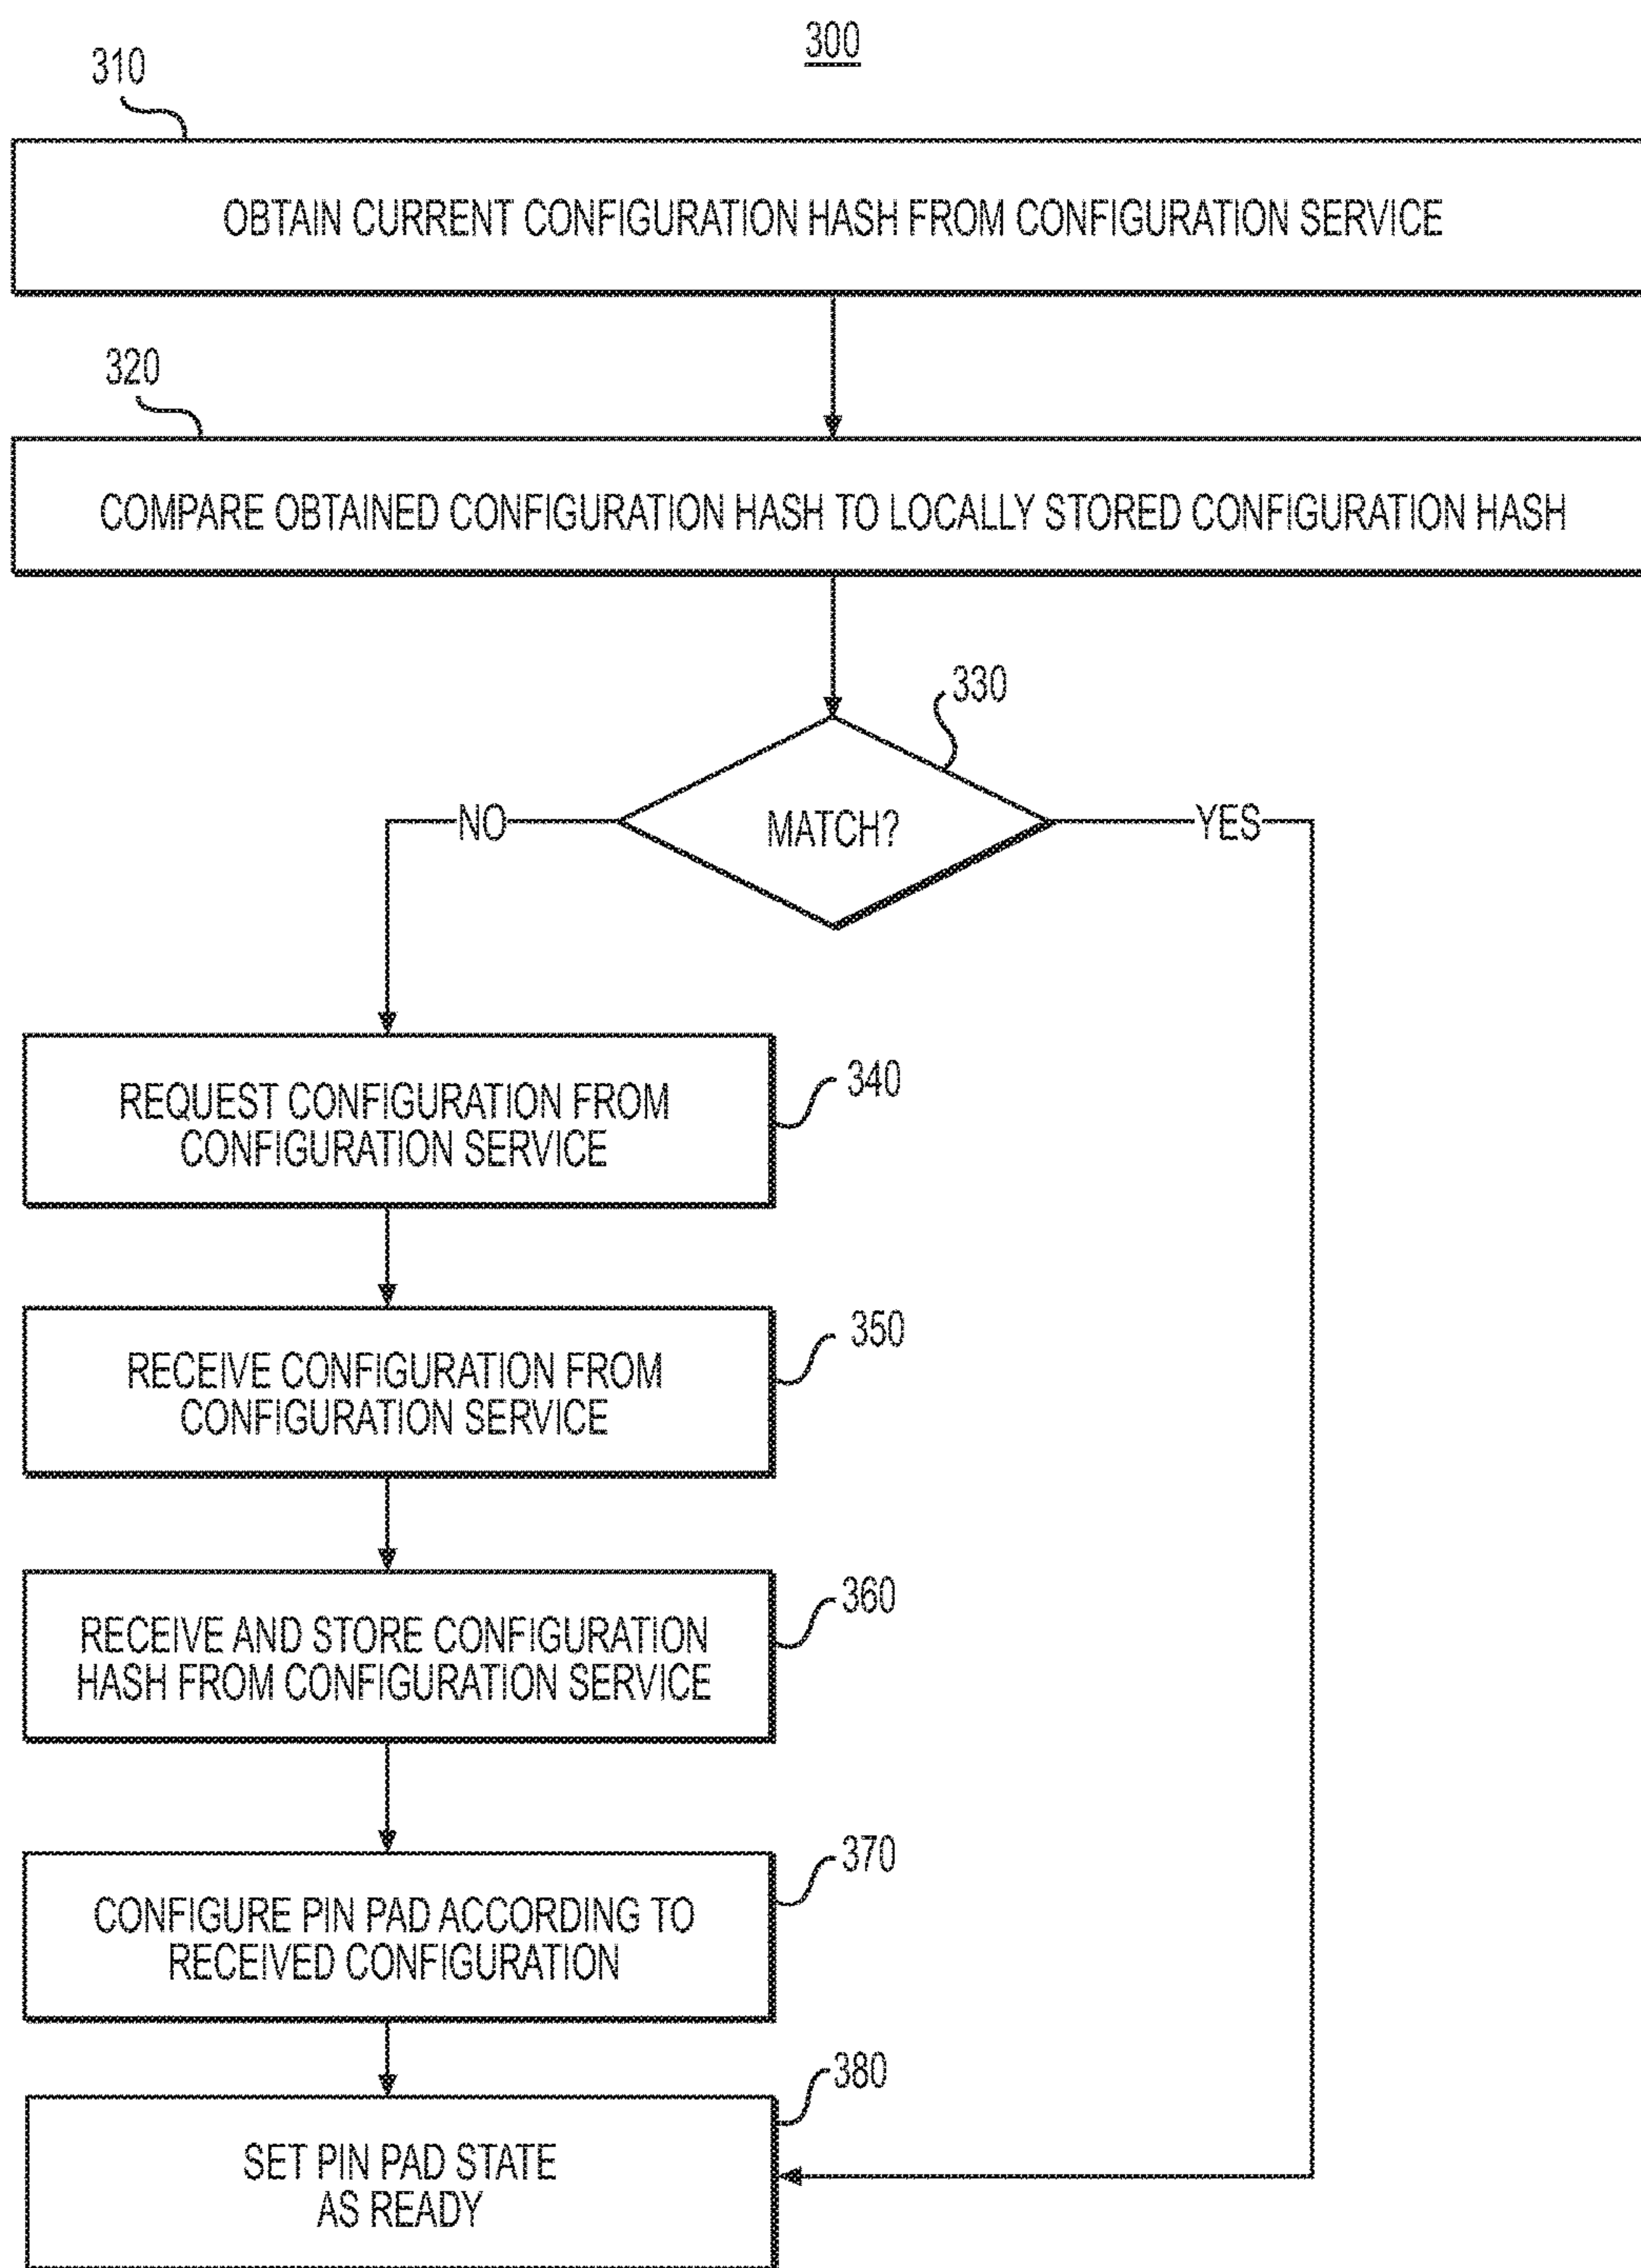 300
310
OBTAIN CURRENT CONFIGURATION HASH FROM CONFIGURATION SERVICE
320
COMPARE OBTAINED CONFIGURATION HASH TO LOCALLY STORED CONFIGURATION HASH
330
NO
MATCH?
YES
340
REQUEST CONFIGURATION FROM
CONFIGURATION SERVICE
350
RECEIVE CONFIGURATION FROM
CONFIGURATION SERVICE
360
RECEIVE AND STORE CONFIGURATION
HASH FROM CONFIGURATION SERVICE
370
CONFIGURE PIN PAD ACCORDING TO
RECEIVED CONFIGURATION
380
SET PIN PAD STATE
AS READY